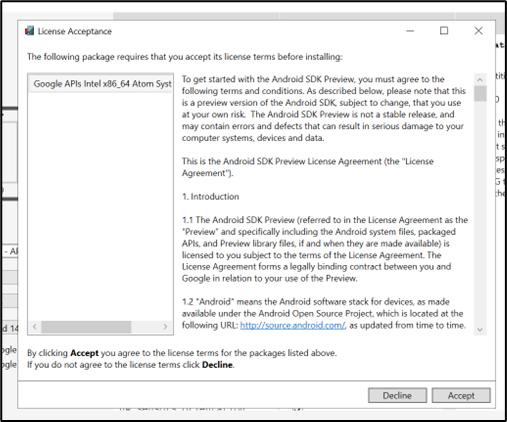 License Acceptance
The following package requires that you accept its license terms before installing:
Google APIs Intel x86_64 Atom Syst
To get started with the Android SDK Preview, you must agree to the
following terms and conditions. As described below, please note that this
is a preview version of the Android SDK, subject to change, that you use
at your own risk.  The Android SDK Preview is not a stable release, and
may contain errors and defects that can result in serious damage to your
computer systems, devices and data.
This is the Android SDK Preview License Agreement (the "License
Agreement").
1. Introduction
1.1 The Android SDK Preview (referred to in the License Agreement as the
"Preview" and specifically including the Android system files, packaged
APIs, and Preview library files, if and when they are made available) is
licensed to you subject to the terms of the License Agreement. The
License Agreement forms a legally binding contract between you and
Google in relation to your use of the Preview.
1.2 "Android" means the Android software stack for devices, as made
available under the Android Open Source Project, which is located at the
following URL: http://source.android.com/, as updated from time to time.
By clicking Accept you agree to the license terms for the packages listed above.
If you do not agree to the license terms click Decline.
Decline
Accept